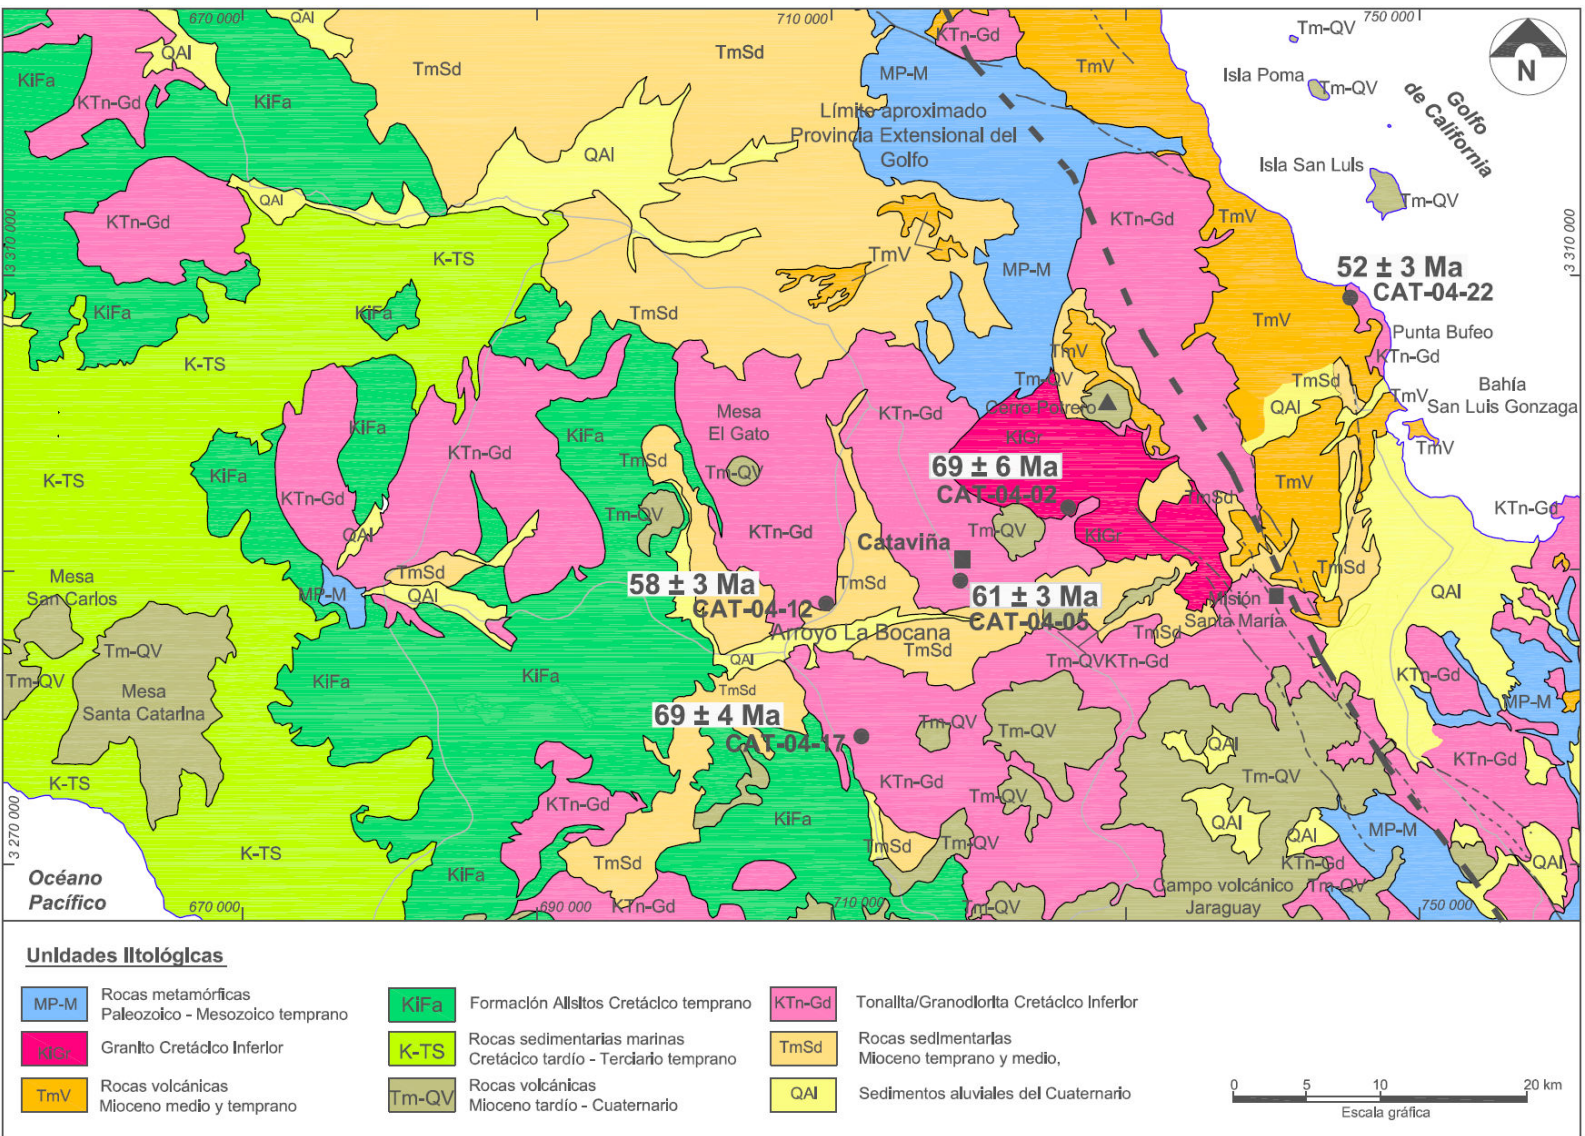 670 000
QAl
710 000
750 000
Tm-QV
QAl
KTn-Gd
KiFa
TmSd
TmSd
MP-M
TmV
N
Isla Poma
Tm-QV
KTn-Gd
KiFa
Golfo
de California
Límite aproximado
Provincia Extensional del
Golfo
QAl
Isla San Luis
Tm-QV
QAl
KTn-Gd
KTn-Gd
TmV
3 310 000
3 310 000
K-TS
TmV
MP-M
52 ± 3 Ma
CAT-04-22
KiFa
KiFa
TmSd
TmV
Punta Bufeo
KTn-Gd
K-TS
TmV
Tm-QV
TmSd
Bahía
San Luis Gonzaga
TmV
QAl
Cerro Potrero
Mesa
El Gato
KTn-Gd
KiFa
KiFa
KiGr
TmV
KTn-Gd
TmSd
69 ± 6 Ma
CAT-04-02
K-TS
KiFa
Tm-QV
TmV
KTn-Gd
TmSd
KTn-Gd
Tm-QV
KTn-Gd
Tm-QV
KiGr
QAl
Cataviña
Mesa
San Carlos
TmSd
MP-M
QAl
58 ± 3 Ma
CAT-04-12
TmSd
61 ± 3 Ma
CAT-04-05
Misión
Santa María
TmSd
QAl
Arroyo La Bocana
TmSd
TmSd
Tm-QV
QAl
Tm-QV
KTn-Gd
Tm-QV
KiFa
KiFa
TmSd
KTn-Gd
MP-M
Mesa
Santa Catarina
69 ± 4 Ma
CAT-04-17
Tm-QV
Tm-QV
QAl
KTn-Gd
K-TS
KTn-Gd
Tm-QV
KTn-Gd
Tm-QV
3 270 000
KiFa
QAl
QAl
MP-M
K-TS
TmSd
TmSd
Tm-QV
KTn-Gd
QAl
KiFa
Océano
Pacífico
Campo volcánico
Jaraguay
Tm-QV
670 000
690 000
KTn-Gd
710 000
Tm-QV
750 000
Unidades litológicas
MP-M
Rocas metamórficas
Paleozoico - Mesozoico temprano
KiFa
Formación Alisitos Cretácico temprano
KTn-Gd
Tonalita/Granodiorita Cretácico Inferior
KiGr
Granito Cretácico Inferior
K-TS
Rocas sedimentarias marinas
Cretácico tardío - Terciario temprano
TmSd
Rocas sedimentarias
Mioceno temprano y medio,
TmV
Rocas volcánicas
Mioceno medio y temprano
Tm-QV
Rocas volcánicas
Mioceno tardío - Cuaternario
QAl
Sedimentos aluviales del Cuaternario
0 5 10 20 km
Escala gráfica